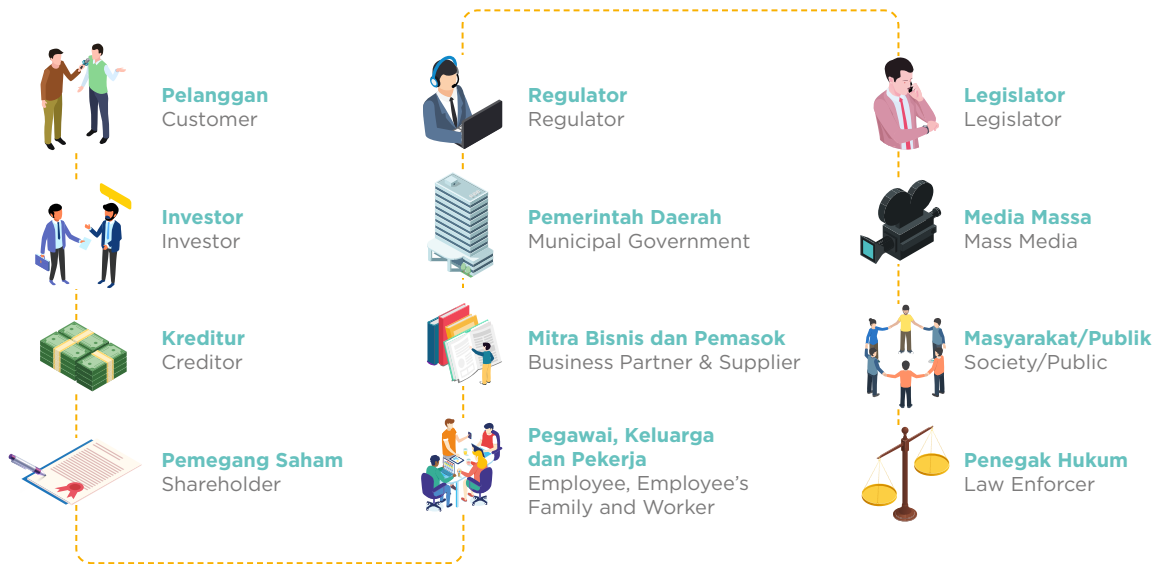 Pelanggan
Customer
Investor
Investor
Kreditur
Creditor
Pemegang Saham
Shareholder
Regulator
Regulator
Pemerintah Daerah
Municipal Government
Mitra Bisnis dan Pemasok
Business Partner & Supplier
Pegawai, Keluarga
dan Pekerja
Employee, Employee’s
Family and Worker
Legislator
Legislator
Media Massa
Mass Media
Masyarakat/Publik
Society/Public
Penegak Hukum
Law Enforcer